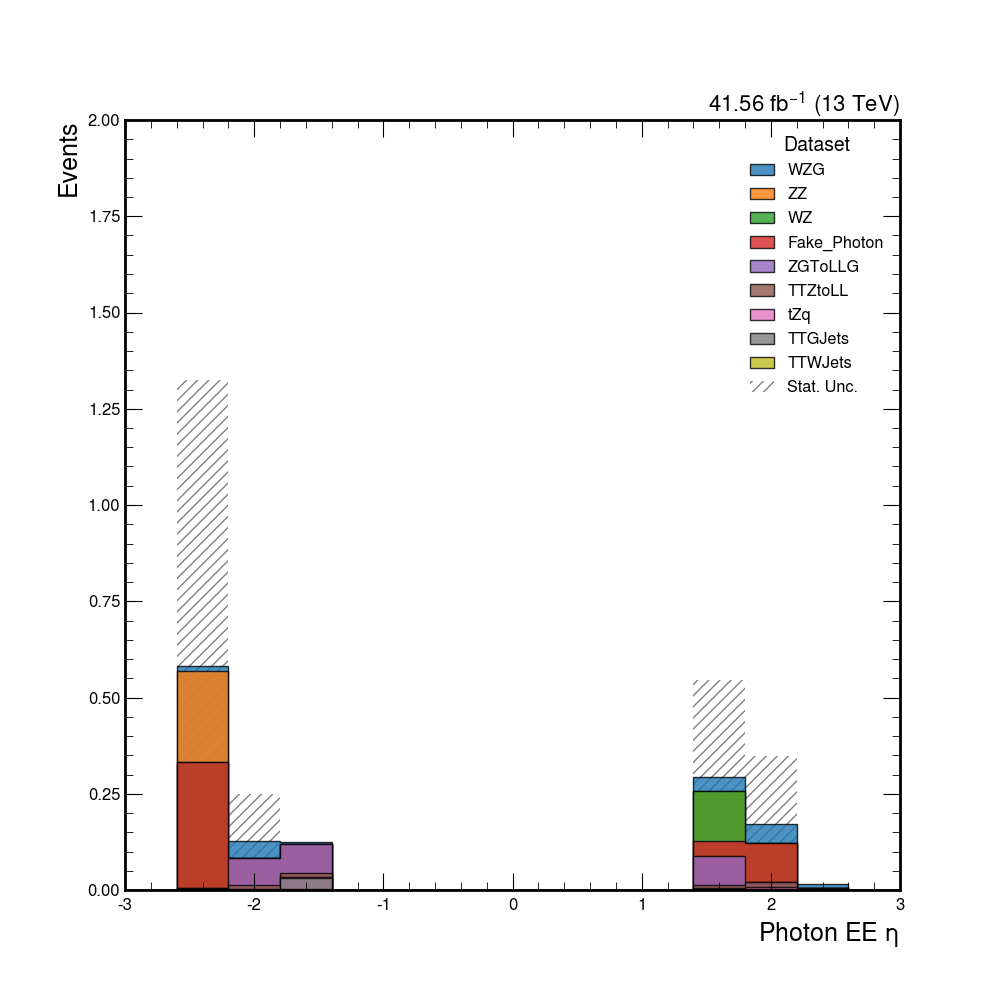 41.56 fb⁻¹ (13 TeV)
Events
2.00
1.75
1.50
1.25
1.00
0.75
0.50
0.25
0.00
Dataset
WZG
ZZ
WZ
Fake_Photon
ZGToLLG
TTZtoLL
tZq
TTGJets
TTWJets
Stat. Unc.
-3 -2 -1 0 1 2 3
Photon EE η